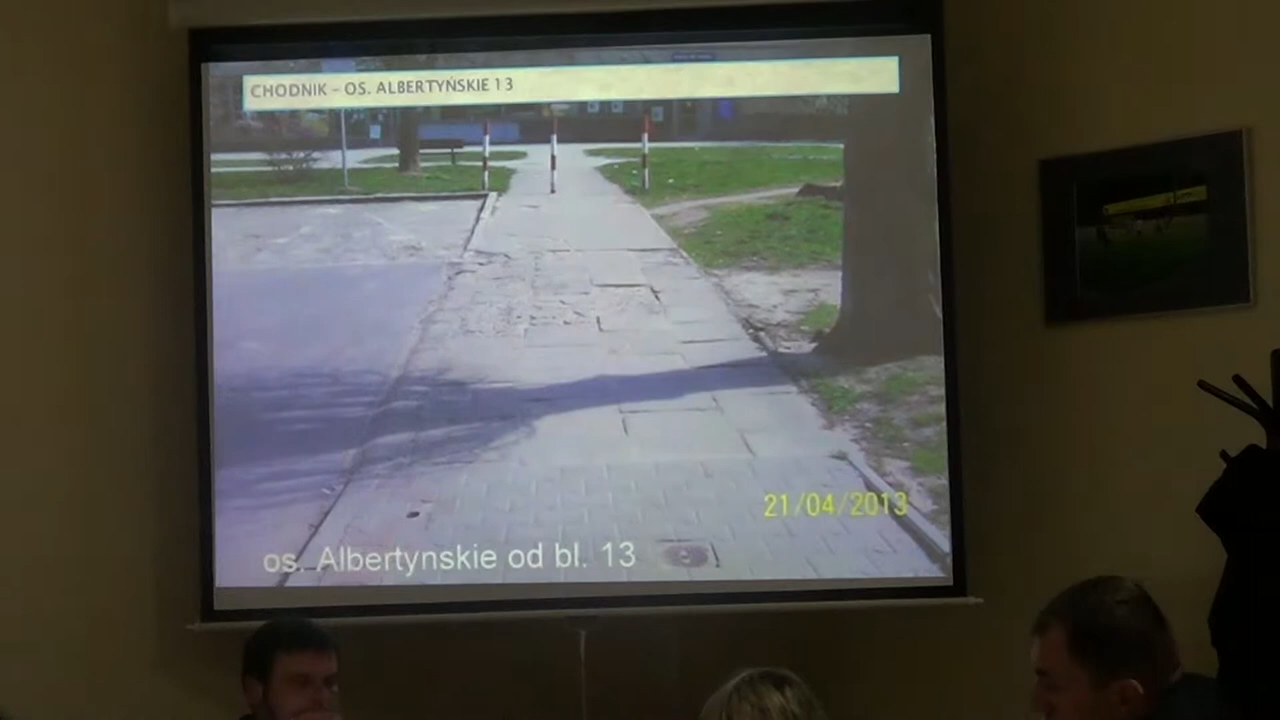 CHODNIK – OS. ALBERTYŃSKIE 13
21/04/2013
os. Albertynskie od bl. 13